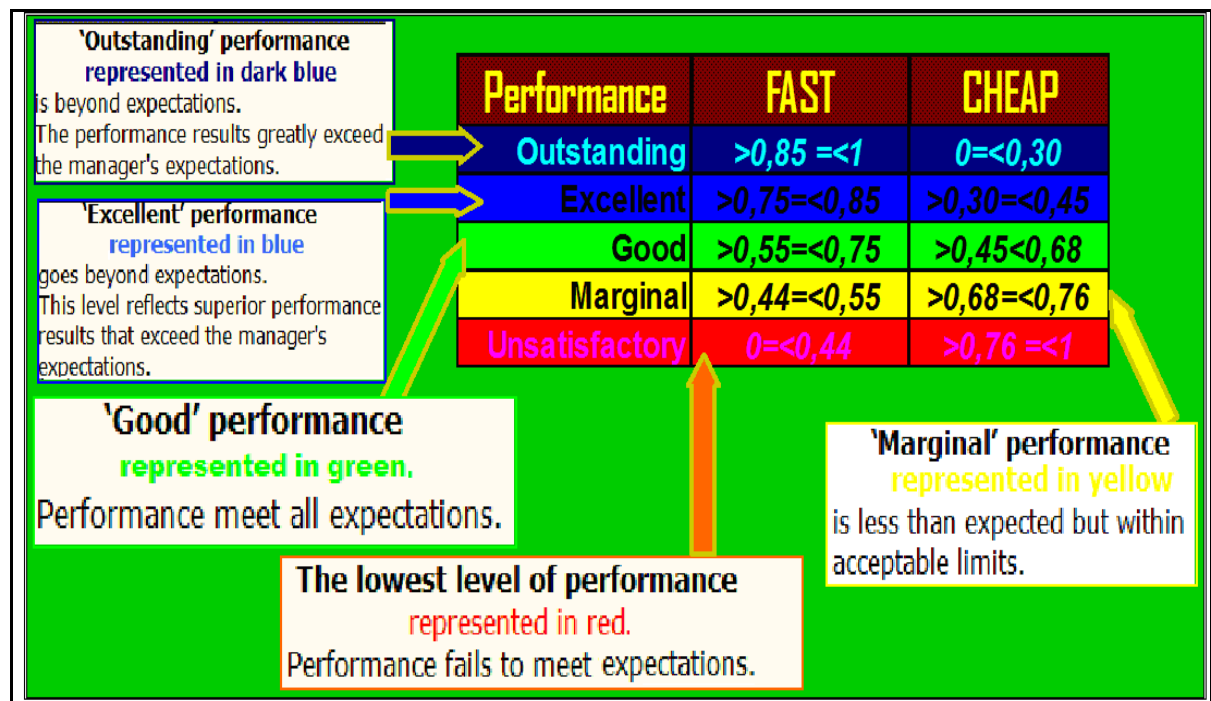 ‘Outstanding’ performance
represented in dark blue
is beyond expectations.
The performance results greatly exceed
the manager's expectations.
‘Excellent’ performance
represented in blue
goes beyond expectations.
This level reflects superior performance
results that exceed the manager's
expectations.
Performance FAST CHEAP
Outstanding >0,85 =<1 0=<0,30
Excellent >0,75=<0,85 >0,30=<0,45
Good >0,55=<0,75 >0,45<0,68
Marginal >0,44=<0,55 >0,68=<0,76
Unsatisfactory 0=<0,44 >0,76 =<1
‘Good’ performance
represented in green.
Performance meet all expectations.
‘Marginal’ performance
represented in yellow
is less than expected but within
acceptable limits.
The lowest level of performance
represented in red.
Performance fails to meet expectations.